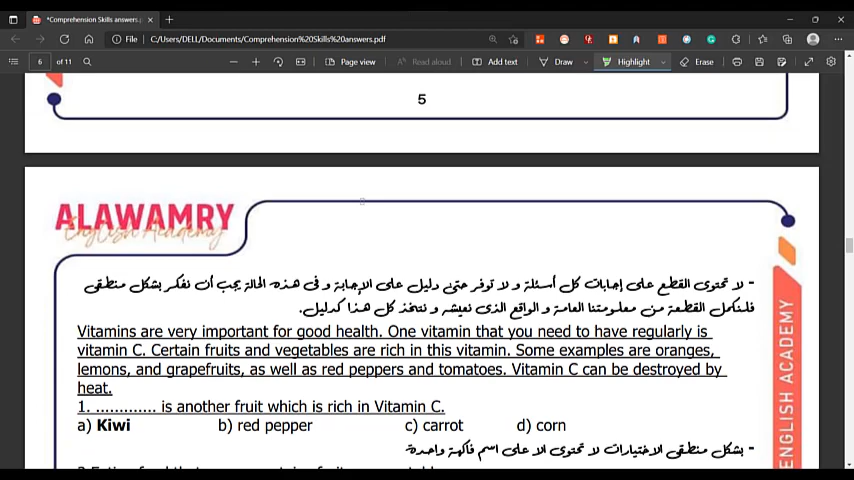 *Comprehension Skills answers.p
File
C:/Users/DELL/Documents/Comprehension%20Skills%20answers.pdf
6 of 11
Page view
Read aloud
Add text
Draw
Highlight
Erase
5
ALAWAMRY
English Academy
- لا تحتوى القطع على إجابات كل أسئلة و لا توفر حتى دليل على الإجابة و فى هذه الحالة يجب أن نفكر بشكل منطقى
فلنكمل القطعة من معلومتنا العامة و الواقع الذى نعيشه و نتخذ كل هذا كدليل.
Vitamins are very important for good health. One vitamin that you need to have regularly is
vitamin C. Certain fruits and vegetables are rich in this vitamin. Some examples are oranges,
lemons, and grapefruits, as well as red peppers and tomatoes. Vitamin C can be destroyed by
heat.
1. ............. is another fruit which is rich in Vitamin C.
a) Kiwi b) red pepper c) carrot d) corn
- بشكل منطقى الاختيارات لا تحتوى الا على اسم فاكهة واحدة
ENGLISH ACADEMY